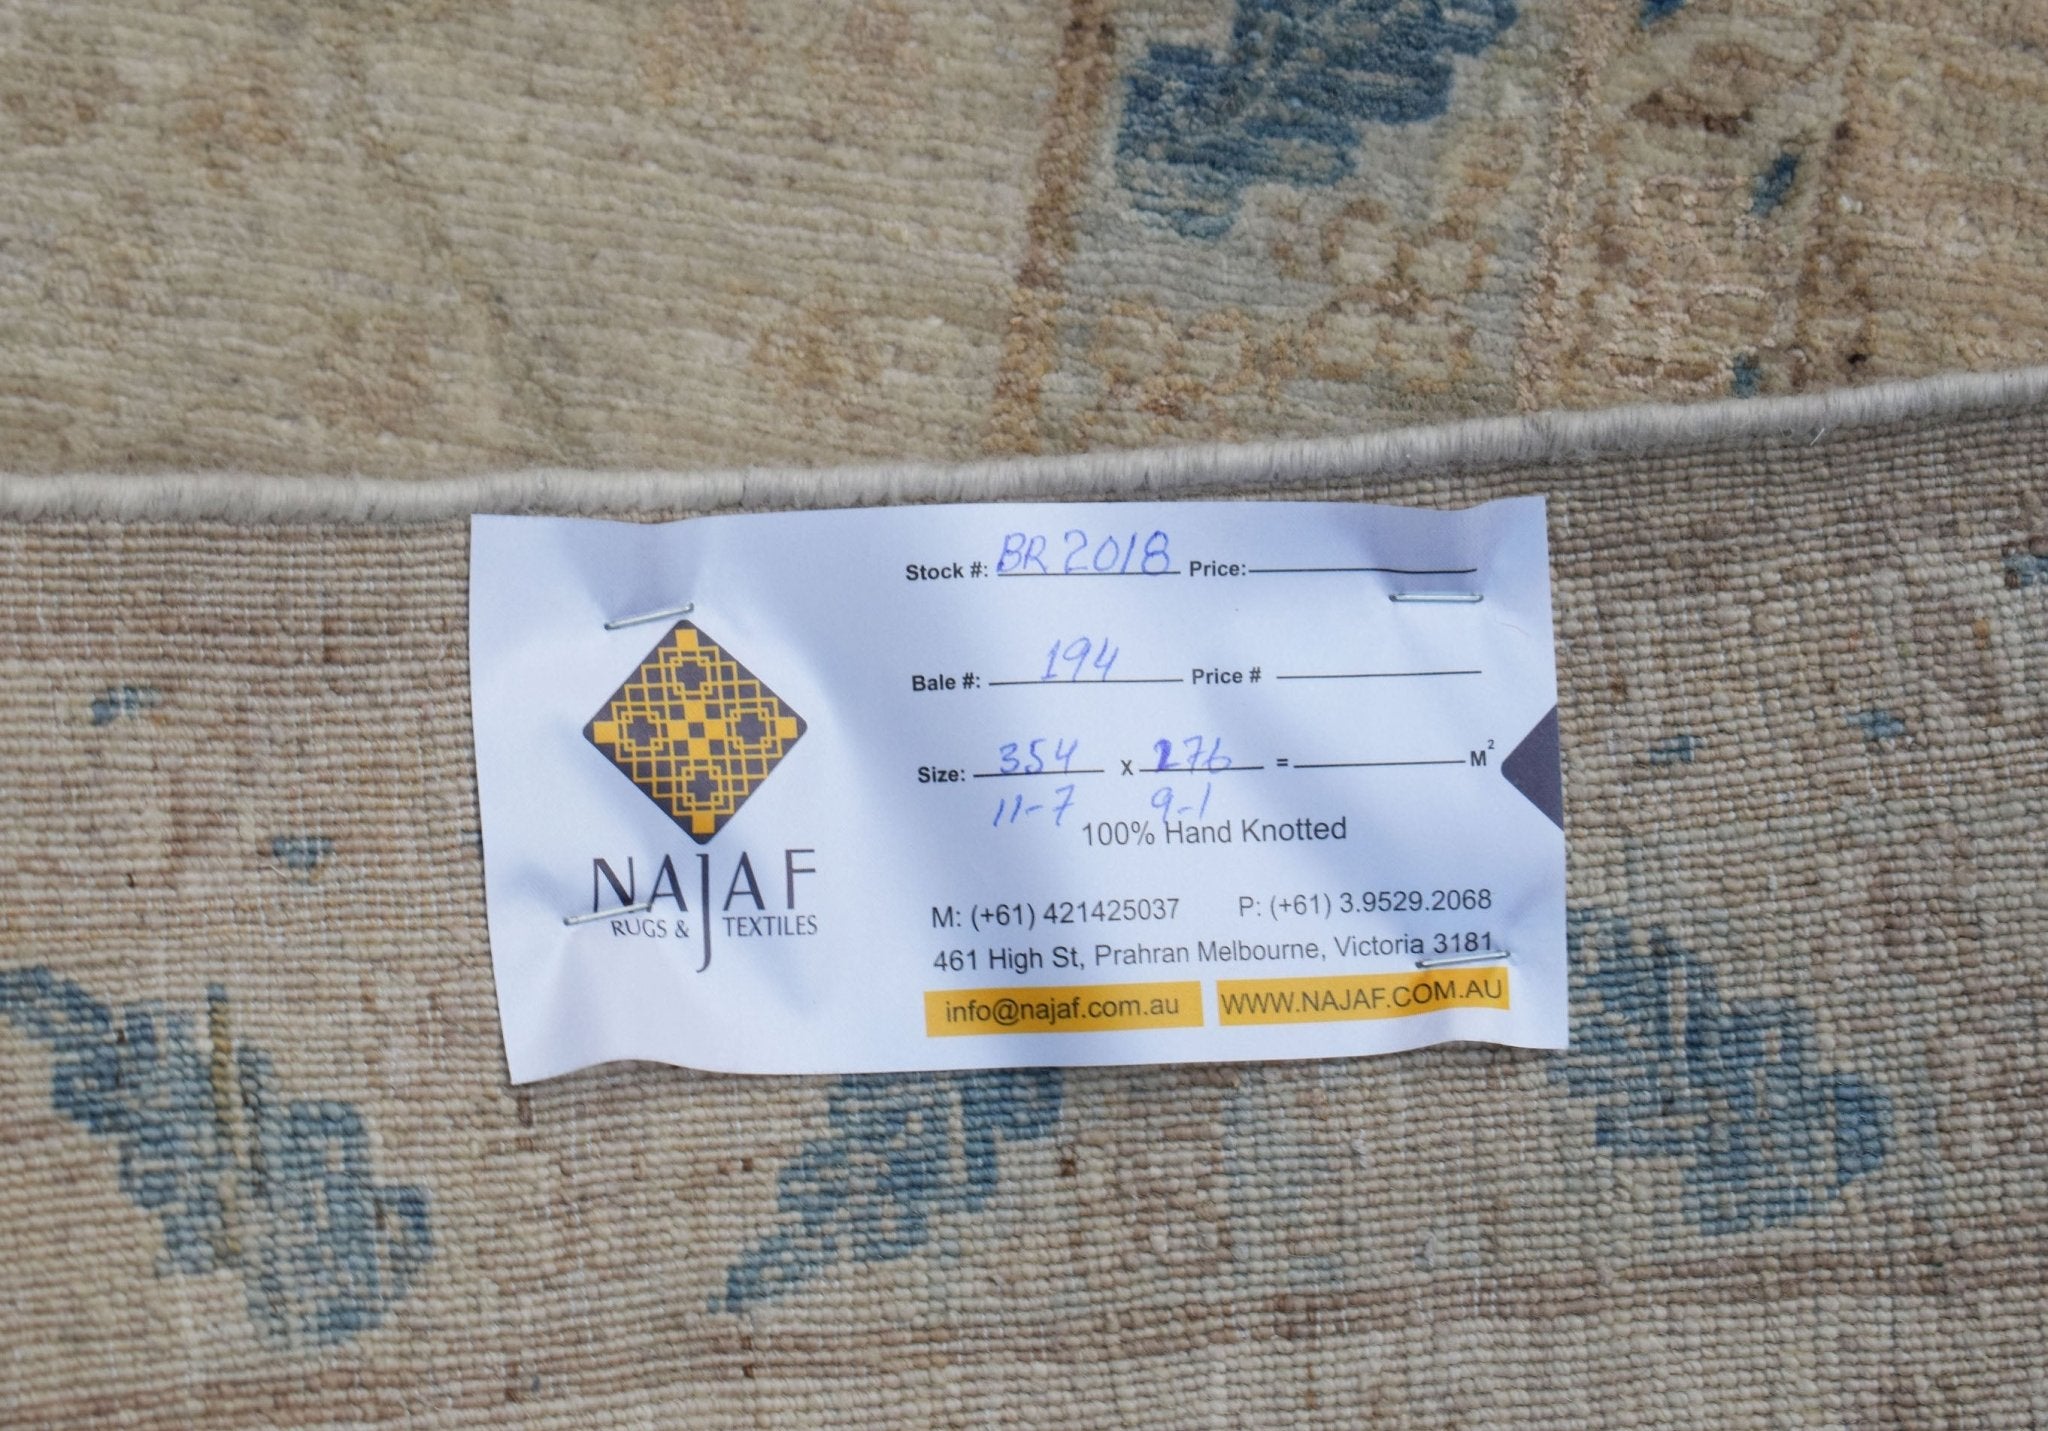 NAJAF
RUGS & TEXTILES
Stock #: BR 2018 Price:
Bale #: 194 Price #
Size: 354 x 276 = M²
11-7 9-1
100% Hand Knotted
M: (+61) 421425037 P: (+61) 3.9529.2068
461 High St, Prahran Melbourne, Victoria 3181
info@najaf.com.au WWW.NAJAF.COM.AU